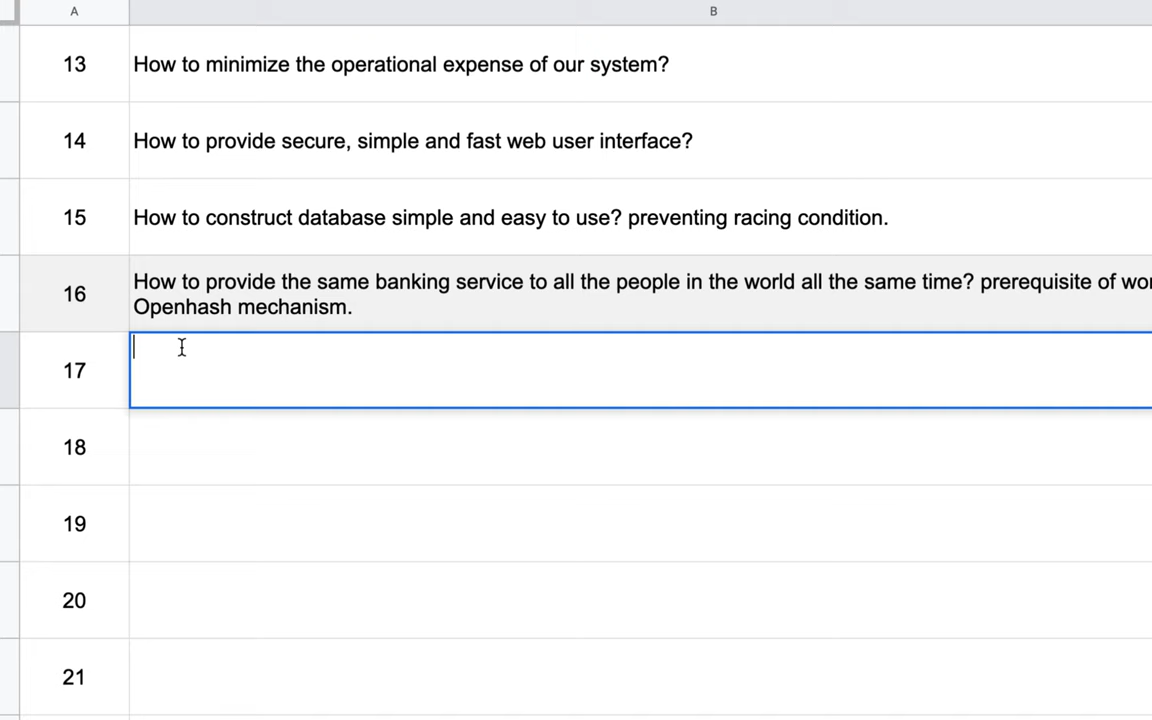 A B
13 How to minimize the operational expense of our system?
14 How to provide secure, simple and fast web user interface?
15 How to construct database simple and easy to use? preventing racing condition.
16 How to provide the same banking service to all the people in the world all the same time? prerequisite of
Openhash mechanism.
17
18
19
20
21